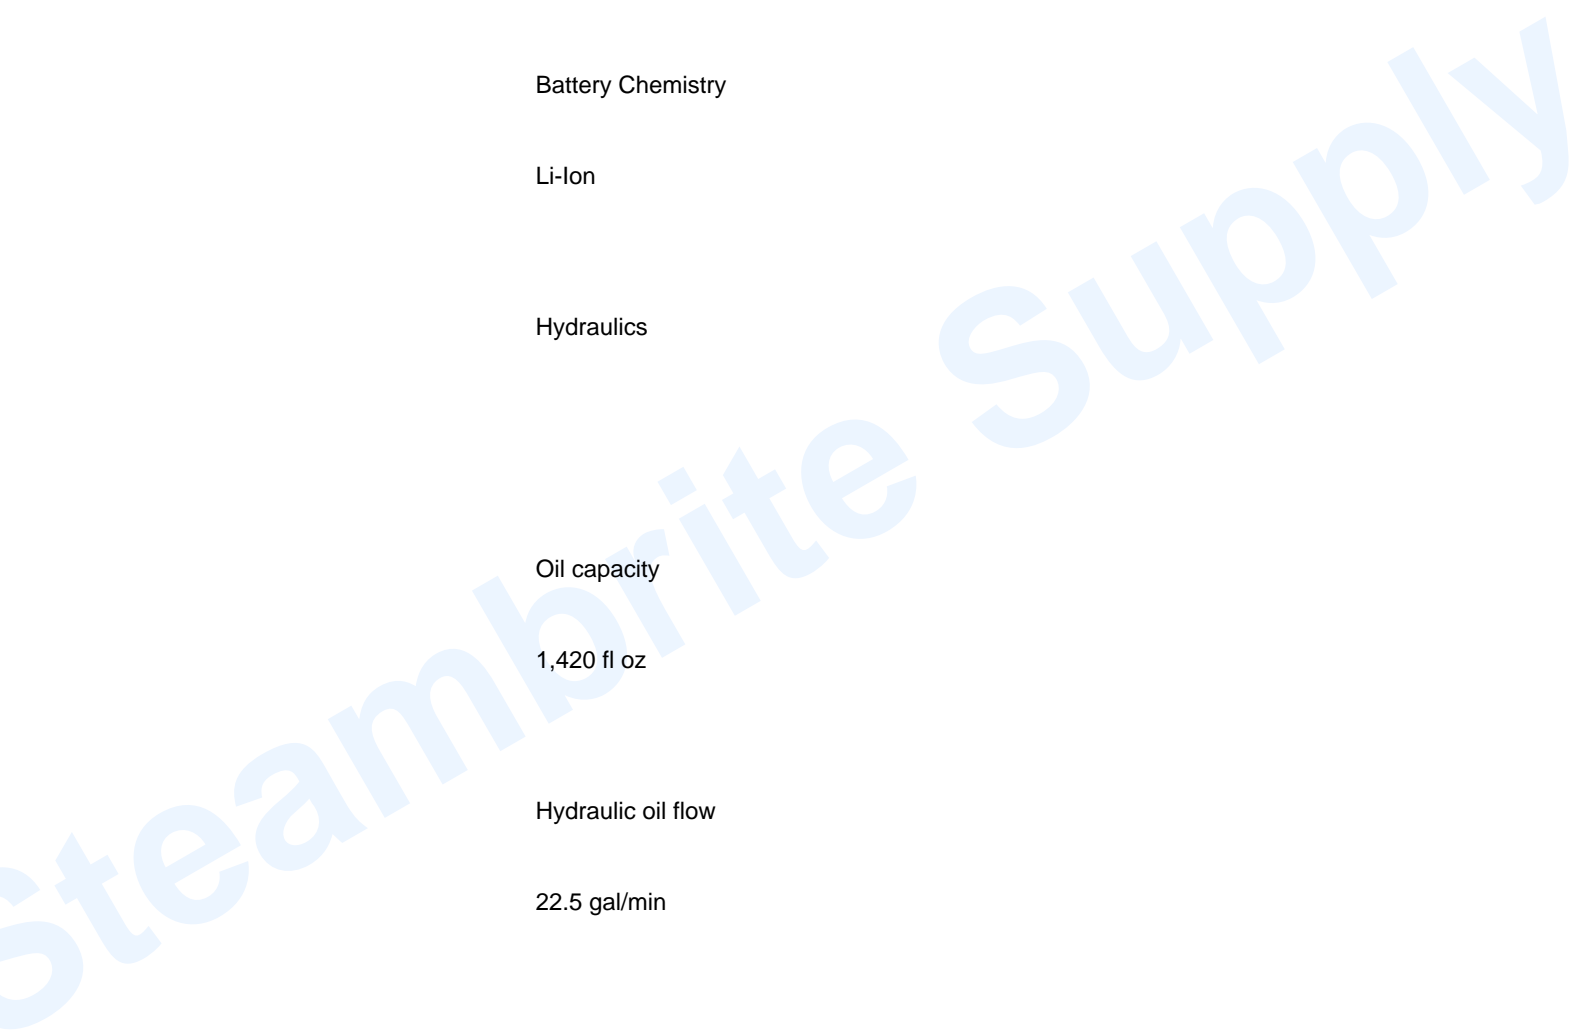 Battery Chemistry
Li-Ion
Hydraulics
Oil capacity
1,420 fl oz
Hydraulic oil flow
22.5 gal/min
Steambrite Supply